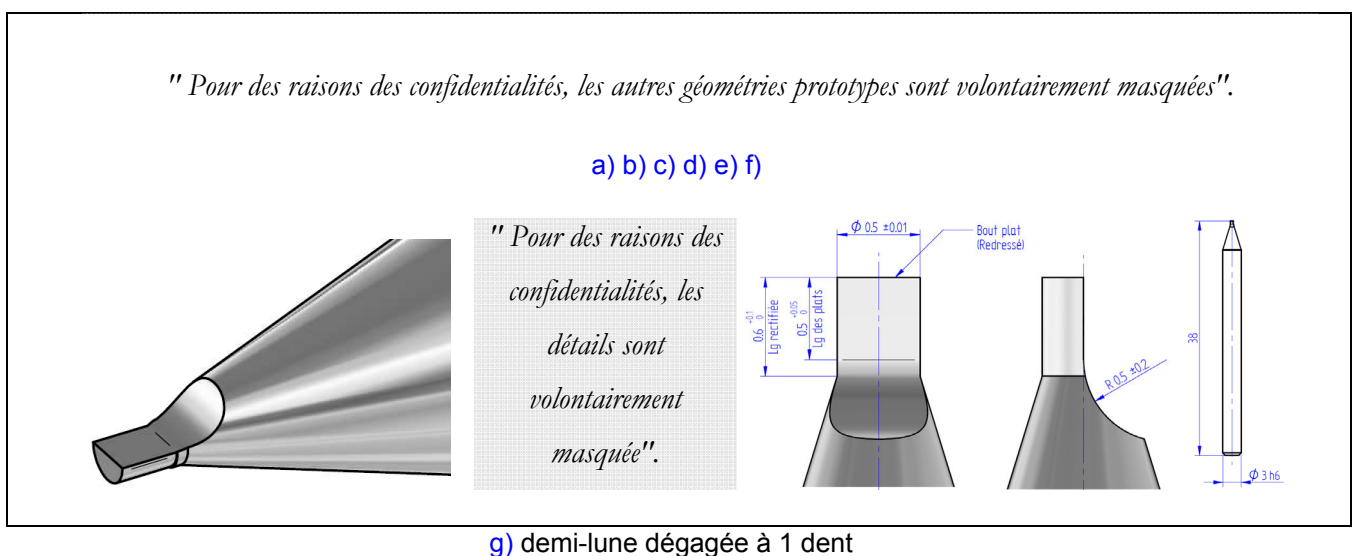 " Pour des raisons des confidentialités, les autres géométries prototypes sont volontairement masquées".
a) b) c) d) e) f)
" Pour des raisons des
confidentialités, les
détails sont
volontairement
masquée".
Φ 0.5 ±0.01
Bout plat
(Redressé)
0.6 +0.1 0
Lg rectifiée
0.5 +0.05 0
Lg des plats
R 0.5 ±0.2
38
Φ 3 h6
g) demi-lune dégagée à 1 dent